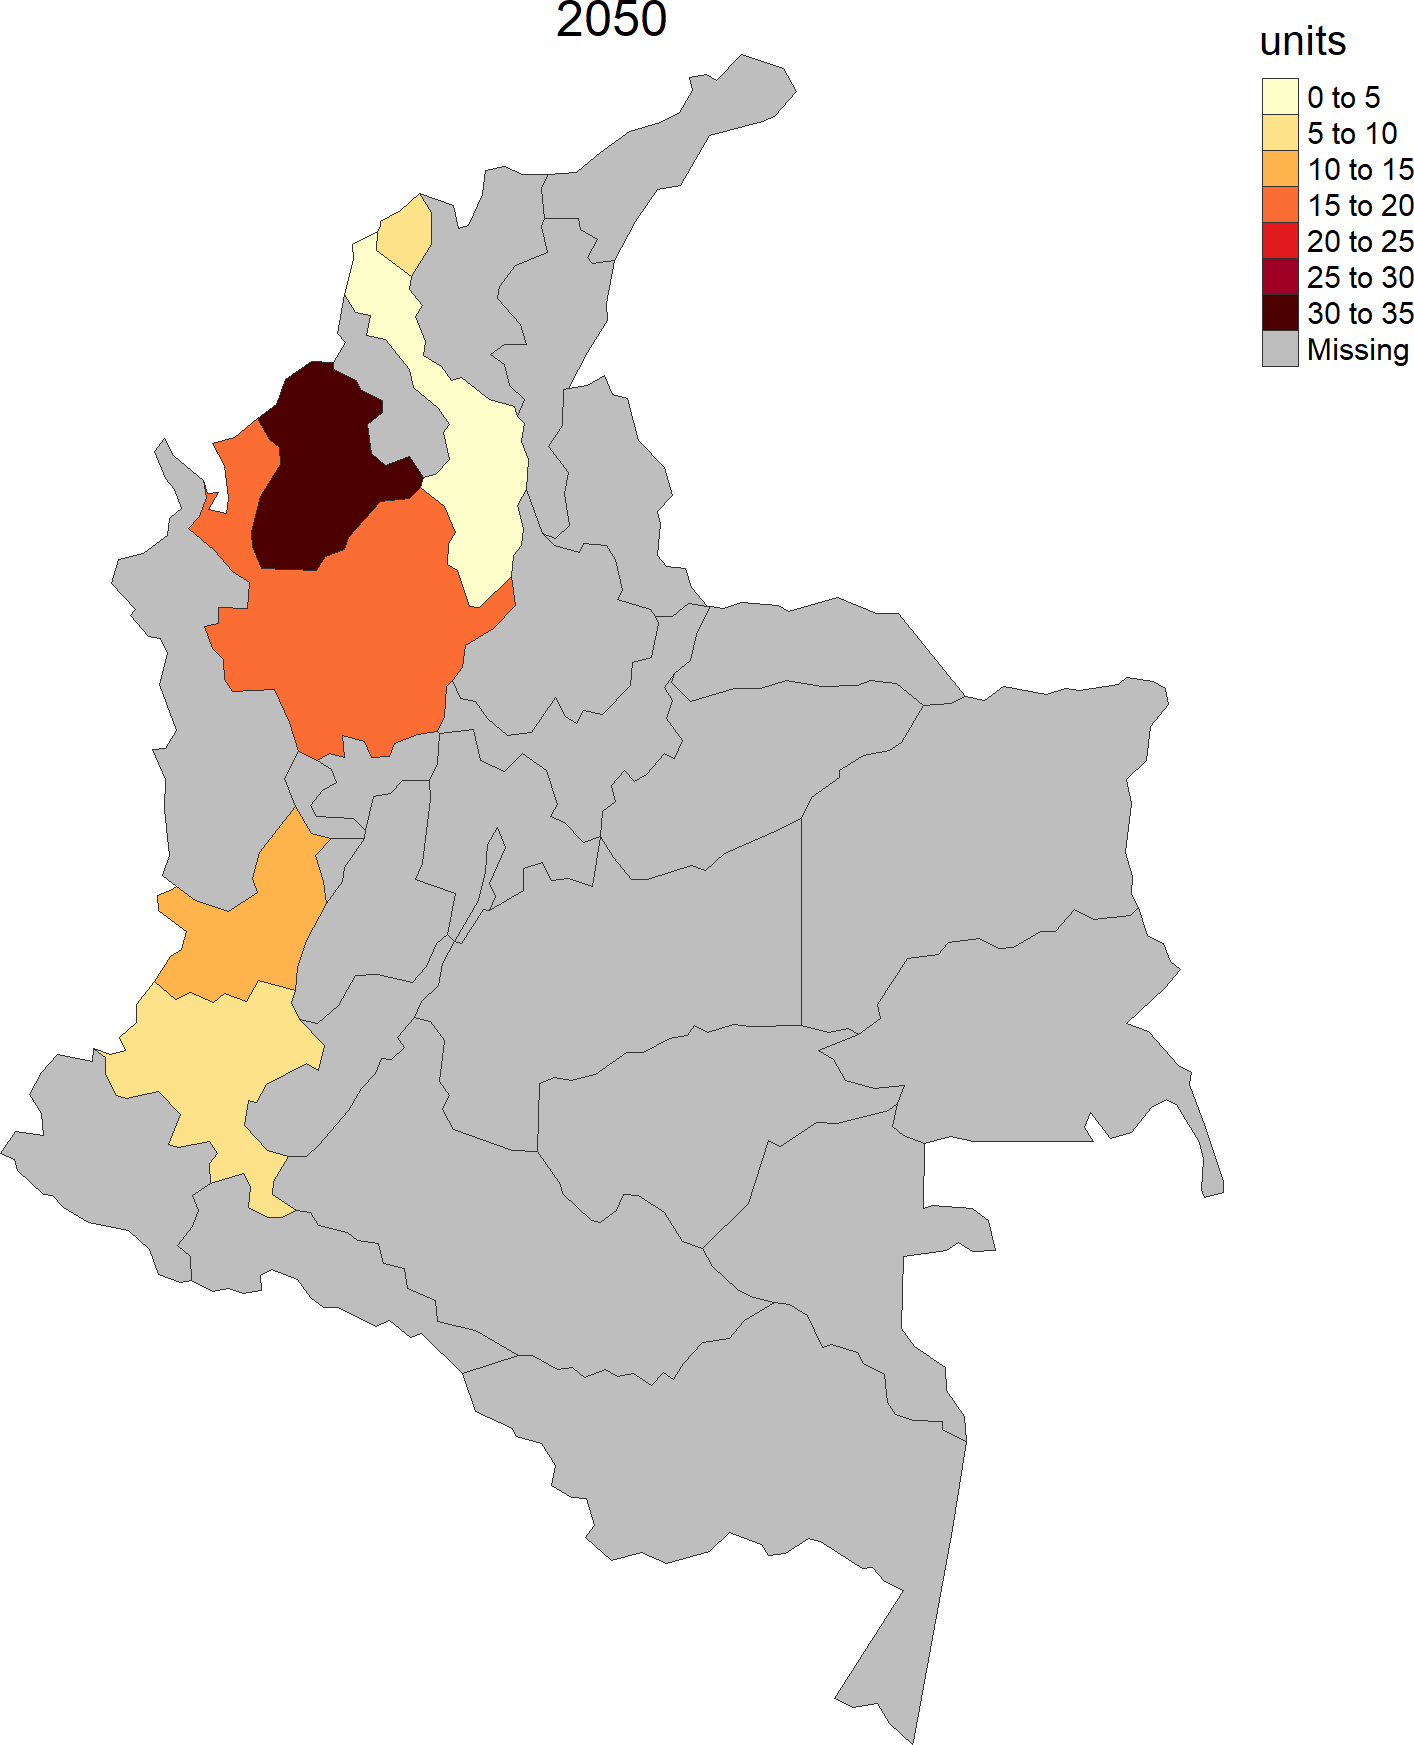 2050
units
0 to 5
5 to 10
10 to 15
15 to 20
20 to 25
25 to 30
30 to 35
Missing